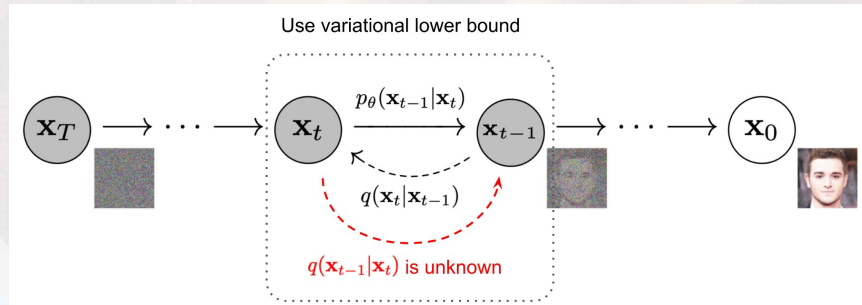 Use variational lower bound
x_T → ⋯ → x_t p_θ(x_{t−1}|x_t) x_{t−1} → ⋯ → x_0
q(x_t|x_{t−1})
q(x_{t−1}|x_t) is unknown